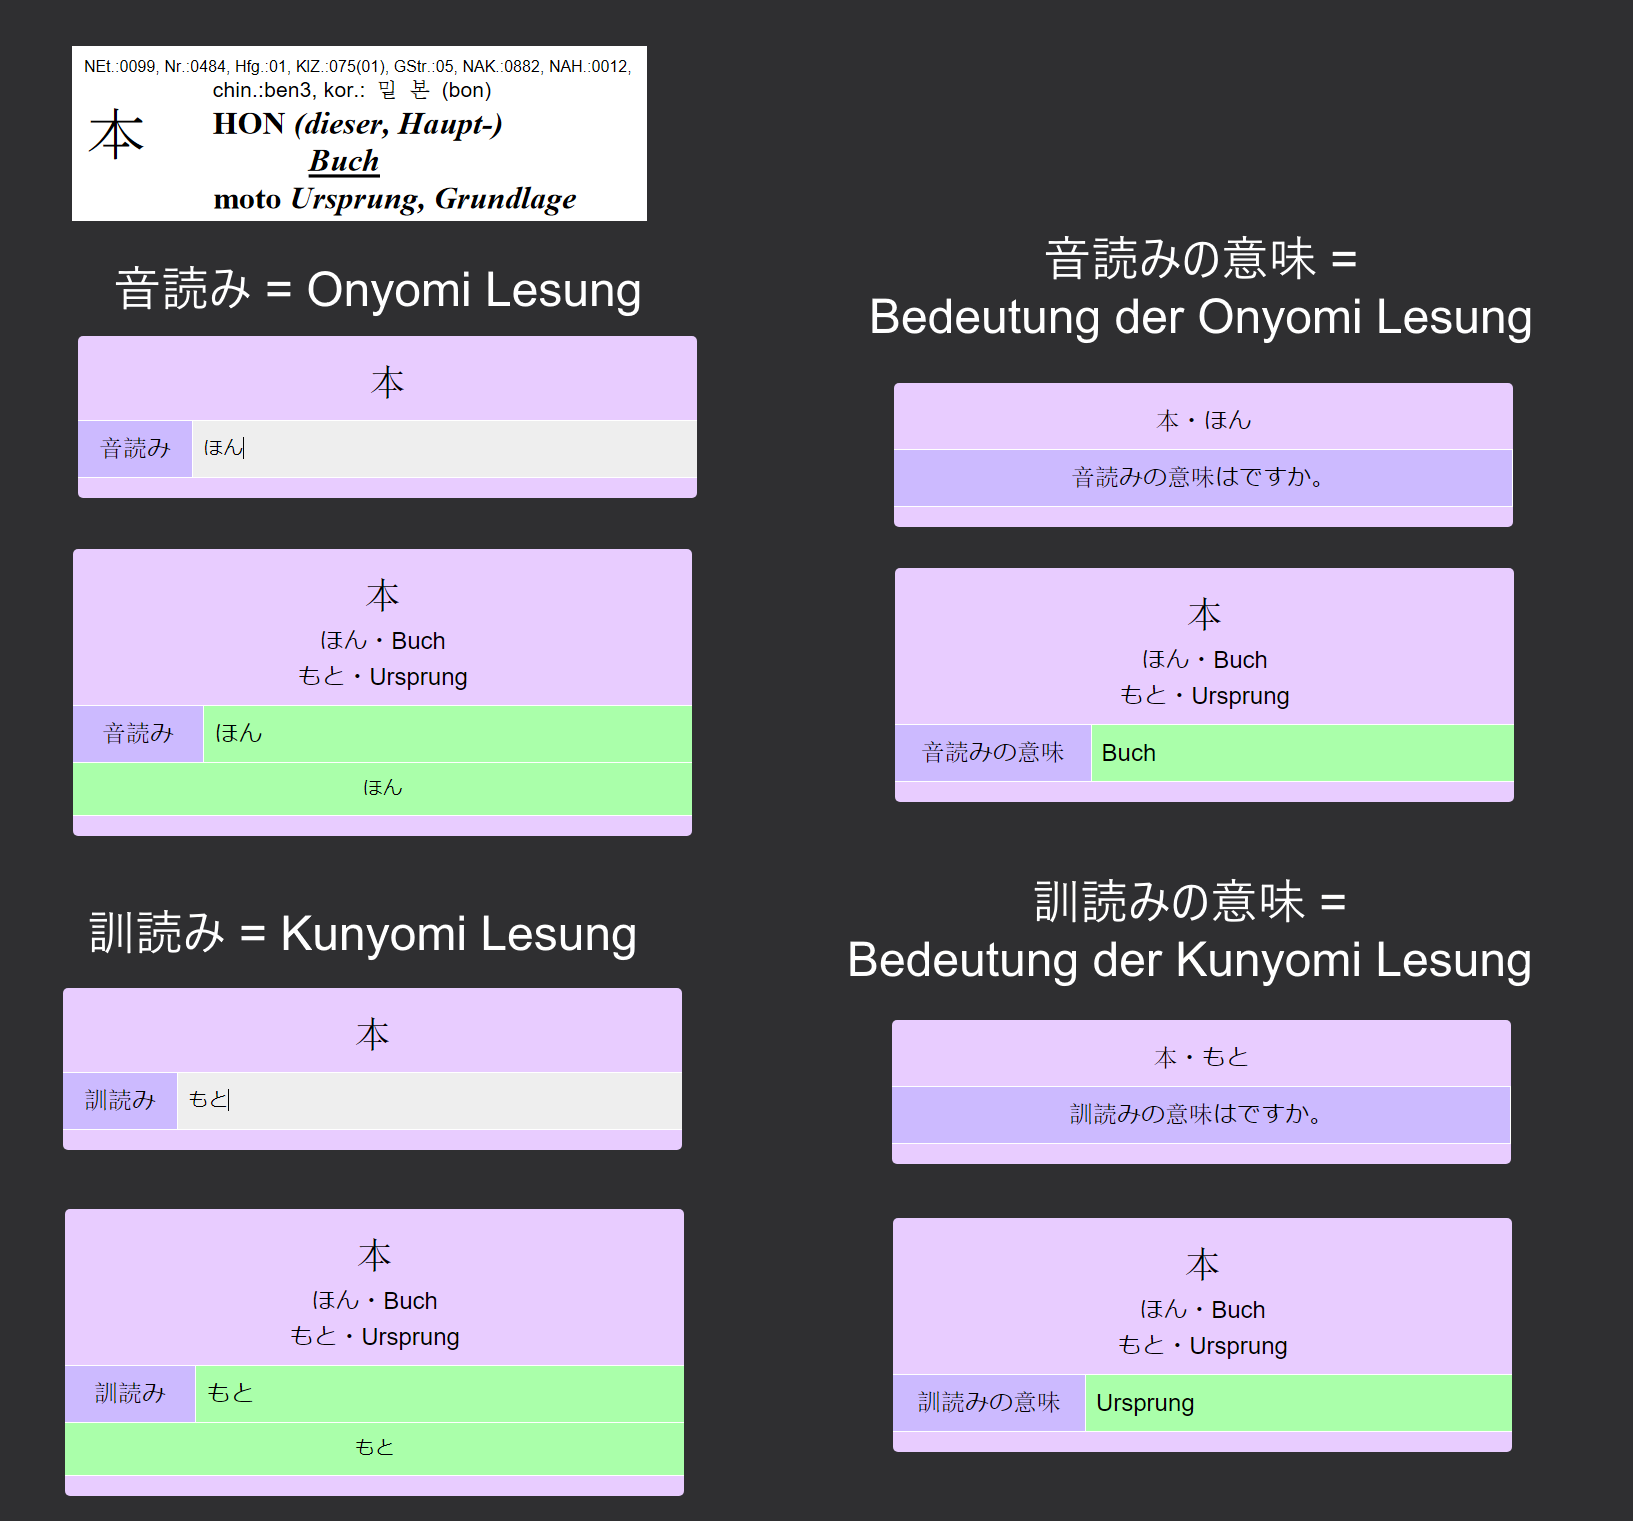 NEt.:0099, Nr.:0484, Hfg.:01, KlZ.:075(01), GStr.:05, NAK.:0882, NAH.:0012,
chin.:ben3, kor.: 밑 본 (bon)
本
HON (dieser, Haupt-)
Buch
moto Ursprung, Grundlage
音読み = Onyomi Lesung
本
音読み ほん
本
ほん・Buch
もと・Ursprung
音読み ほん
ほん
訓読み = Kunyomi Lesung
本
訓読み もと
本
ほん・Buch
もと・Ursprung
訓読み もと
もと
音読みの意味 =
Bedeutung der Onyomi Lesung
本・ほん
音読みの意味はですか。
本
ほん・Buch
もと・Ursprung
音読みの意味 Buch
訓読みの意味 =
Bedeutung der Kunyomi Lesung
本・もと
訓読みの意味はですか。
本
ほん・Buch
もと・Ursprung
訓読みの意味 Ursprung